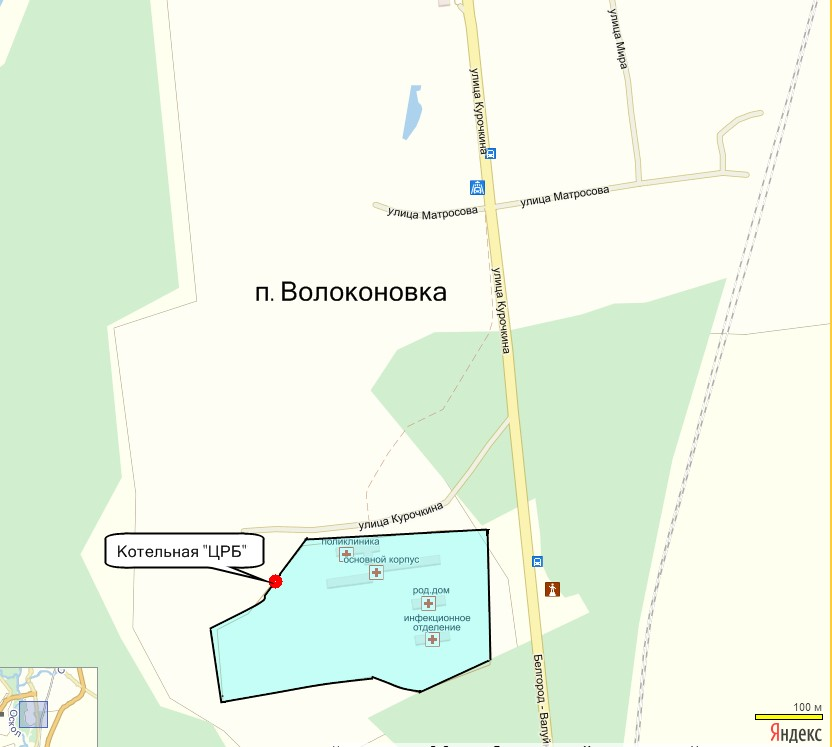 улица Мира
улица Курочкина
улица Матросова
улица Матросова
п. Волоконовка
улица Курочкина
улица Курочкина
Котельная "ЦРБ"
поликлиника
основной корпус
род.дом
инфекционное
отделение
Белгород - Валуй
Оскол
100 м
Яндекс